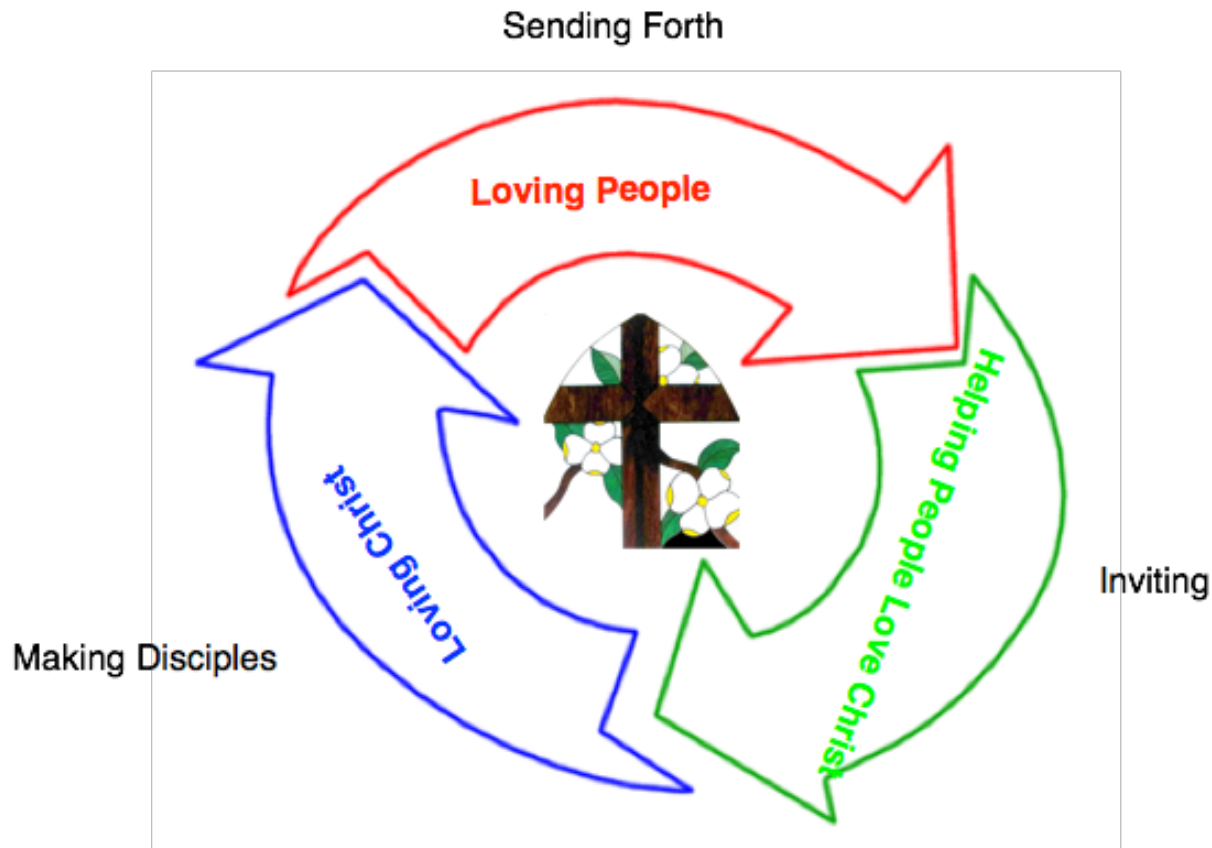 Sending Forth
Loving People
Helping People Love Christ
Inviting
Loving Christ
Making Disciples